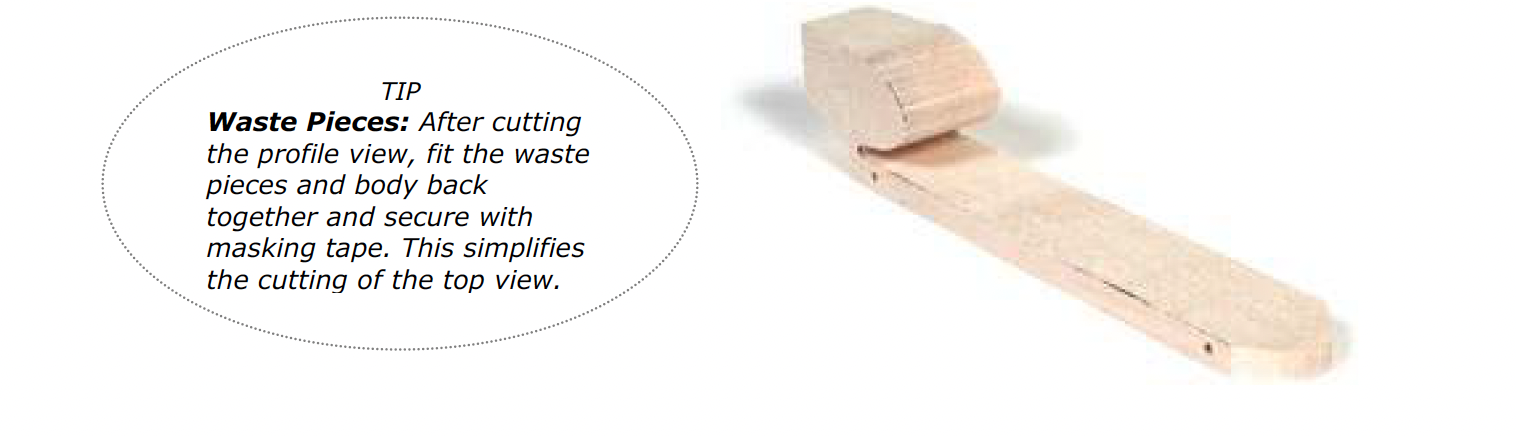 TIP
Waste Pieces: After cutting
the profile view, fit the waste
pieces and body back
together and secure with
masking tape. This simplifies
the cutting of the top view.